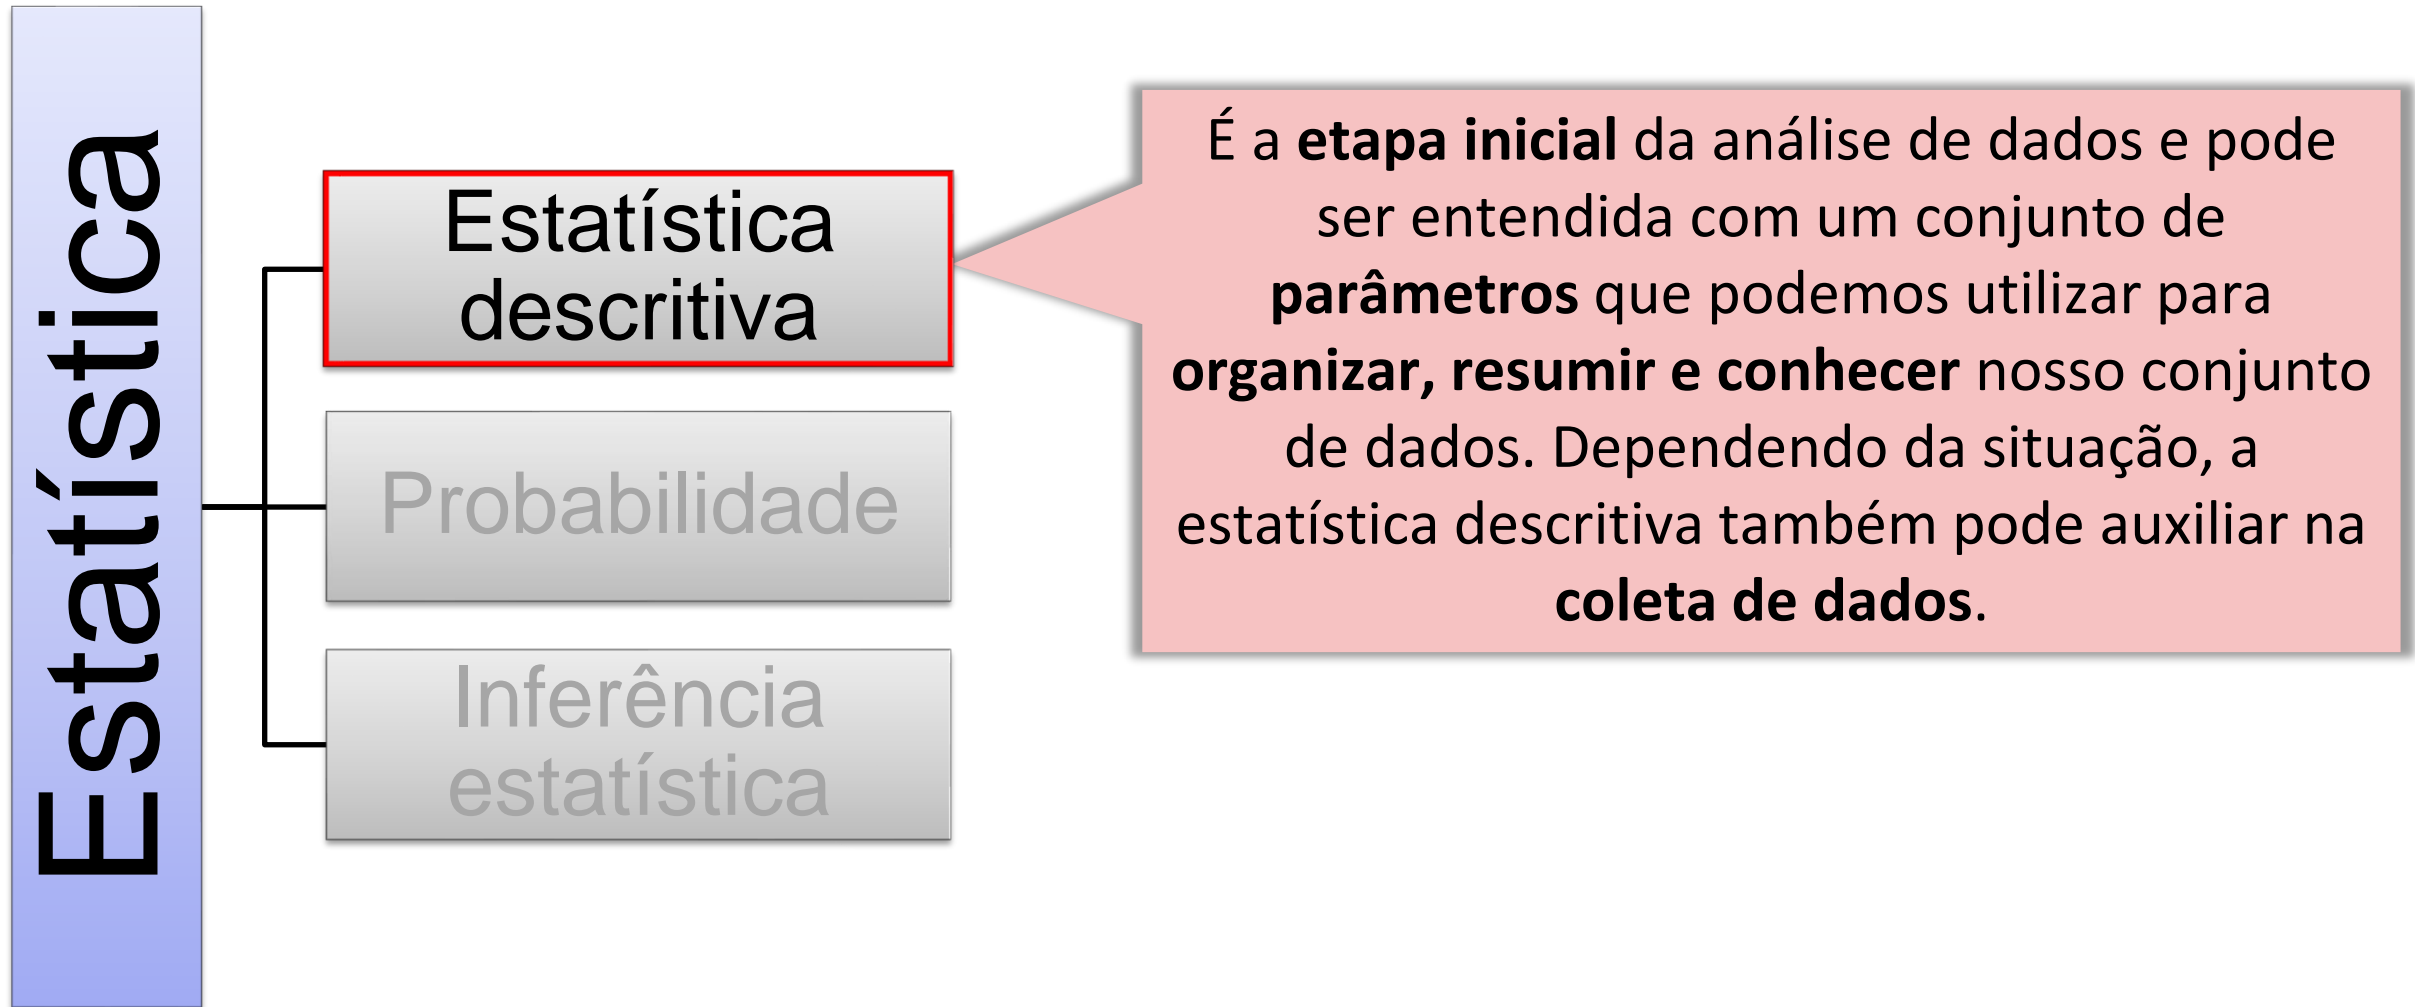 Estatística
Estatística
descritiva
Probabilidade
Inferência
estatística
É a etapa inicial da análise de dados e pode
ser entendida com um conjunto de
parâmetros que podemos utilizar para
organizar, resumir e conhecer nosso conjunto
de dados. Dependendo da situação, a
estatística descritiva também pode auxiliar na
coleta de dados.